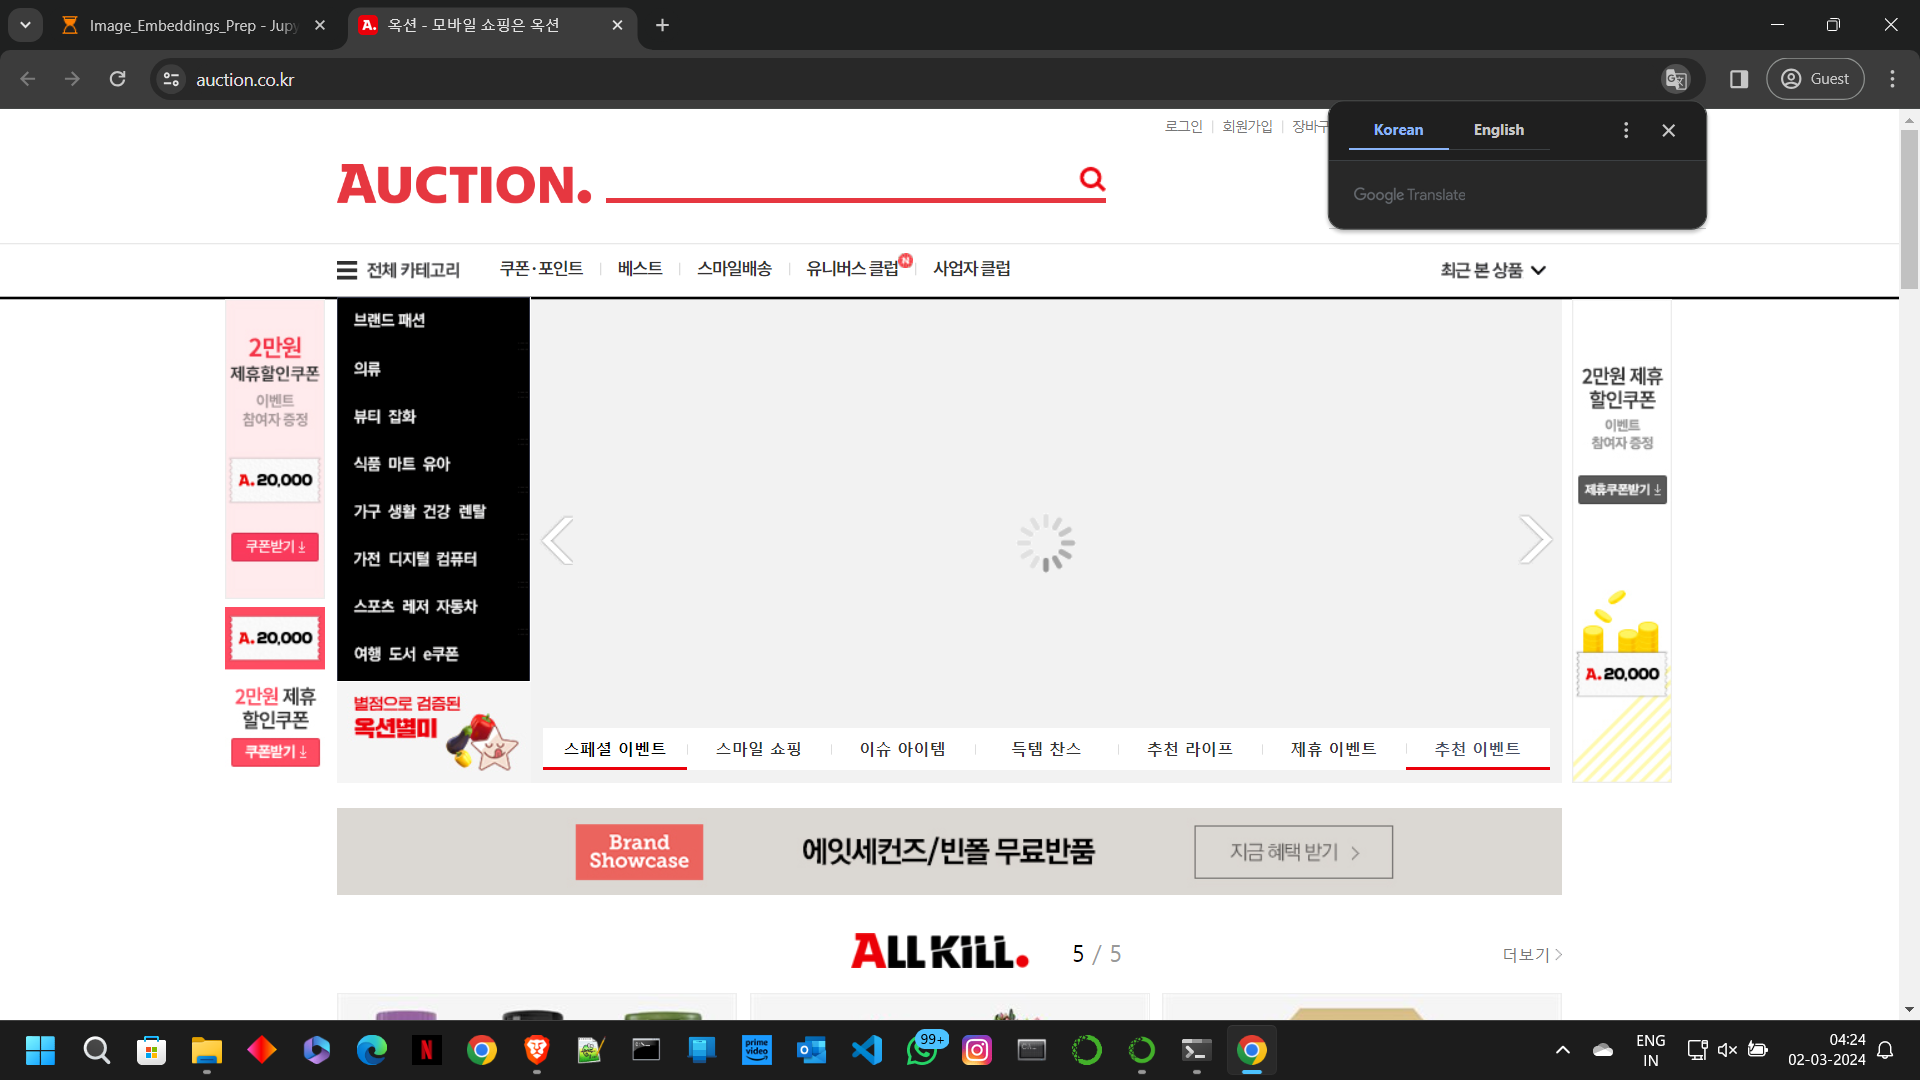 Image_Embeddings_Prep - Jupy
옥션 - 모바일 쇼핑은 옥션
auction.co.kr
Guest
Korean
English
Google Translate
로그인
회원가입
장바구
AUCTION.
전체 카테고리
쿠폰·포인트
베스트
스마일배송
유니버스 클럽
N
사업자 클럽
최근 본 상품
2만원
제휴할인쿠폰
이벤트
참여자 증정
A. 20,000
쿠폰받기
A. 20,000
2만원 제휴
할인쿠폰
쿠폰받기
브랜드 패션
의류
뷰티 잡화
식품 마트 유아
가구 생활 건강 렌탈
가전 디지털 컴퓨터
스포츠 레저 자동차
여행 도서 e쿠폰
별점으로 검증된
옥션별미
스페셜 이벤트
스마일 쇼핑
이슈 아이템
득템 찬스
추천 라이프
제휴 이벤트
추천 이벤트
2만원 제휴
할인쿠폰
이벤트
참여자 증정
제휴쿠폰받기
A. 20,000
Brand
Showcase
에잇세컨즈/빈폴 무료반품
지금 혜택 받기
ALL KILL.
5 / 5
더보기
N
prime
video
99+
ENG
IN
04:24
02-03-2024